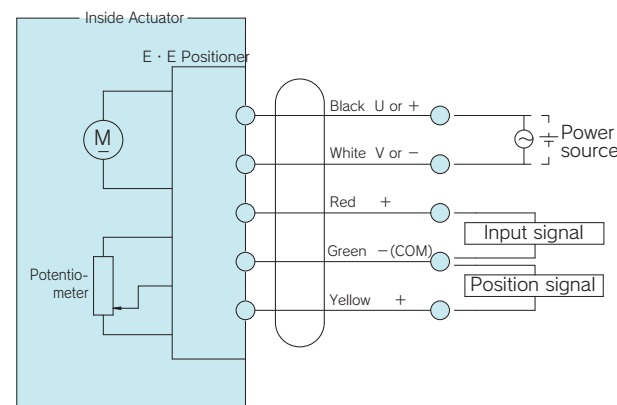 Inside Actuator
E · E Positioner
Black U or +
White V or −
Power
source
M
Red +
Input signal
Green −(COM)
Position signal
Potentio-
meter
Yellow +